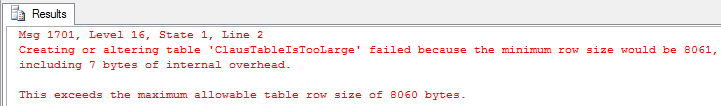 Results
Msg 1701, Level 16, State 1, Line 2
Creating or altering table 'ClausTableIsTooLarge' failed because the minimum row size would be 8061,
including 7 bytes of internal overhead.
This exceeds the maximum allowable table row size of 8060 bytes.